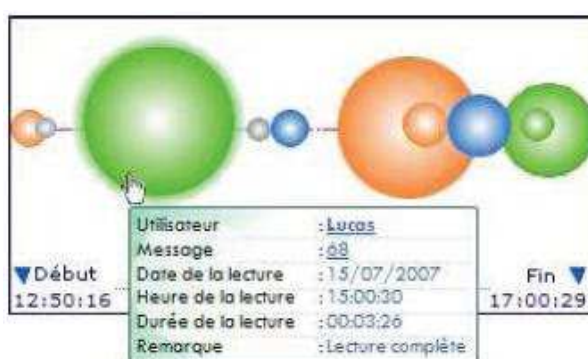 Utilisateur : Lucas
Message : 68
Date de la lecture : 15/07/2007
Heure de la lecture : 15:00:30
Durée de la lecture : 00:03:26
Remarque : Lecture complète
Début
12:50:16
Fin
17:00:29